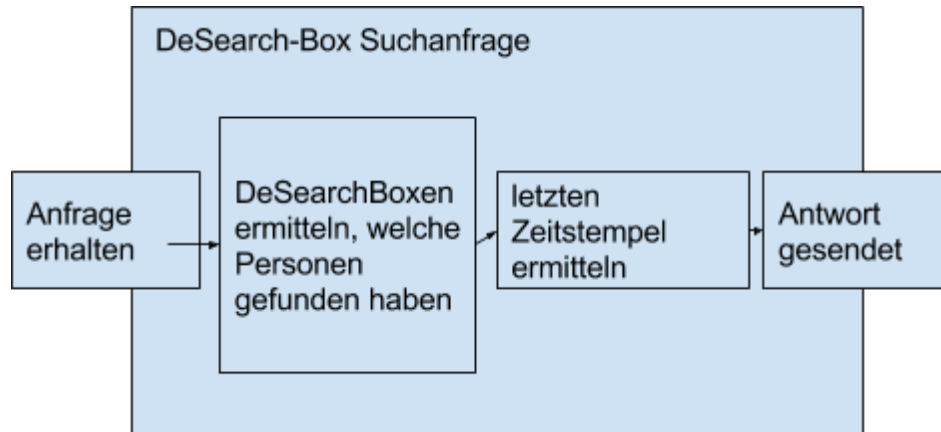 DeSearch-Box Suchanfrage
Anfrage
erhalten
DeSearchBoxen
ermitteln, welche
Personen
gefunden haben
letzten
Zeitstempel
ermitteln
Antwort
gesendet